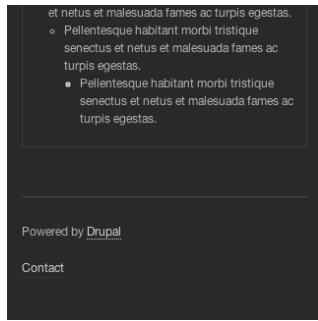 et netus et malesuada fames ac turpis egestas.
Pellentesque habitant morbi tristique
senectus et netus et malesuada fames ac
turpis egestas.
Pellentesque habitant morbi tristique
senectus et netus et malesuada fames ac
turpis egestas.
Powered by Drupal
Contact